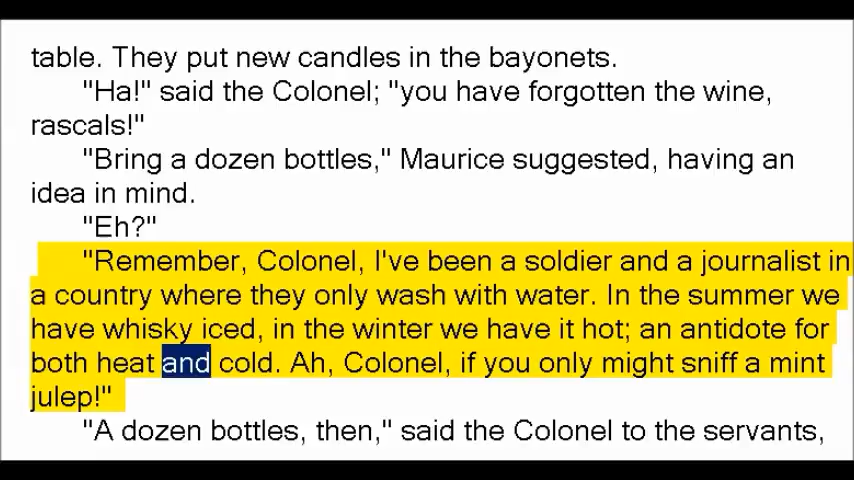 table. They put new candles in the bayonets.
"Ha!" said the Colonel; "you have forgotten the wine,
rascals!"
"Bring a dozen bottles," Maurice suggested, having an
idea in mind.
"Eh?"
"Remember, Colonel, I've been a soldier and a journalist in
a country where they only wash with water. In the summer we
have whisky iced, in the winter we have it hot; an antidote for
both heat and cold. Ah, Colonel, if you only might sniff a mint
julep!"
"A dozen bottles, then," said the Colonel to the servants,